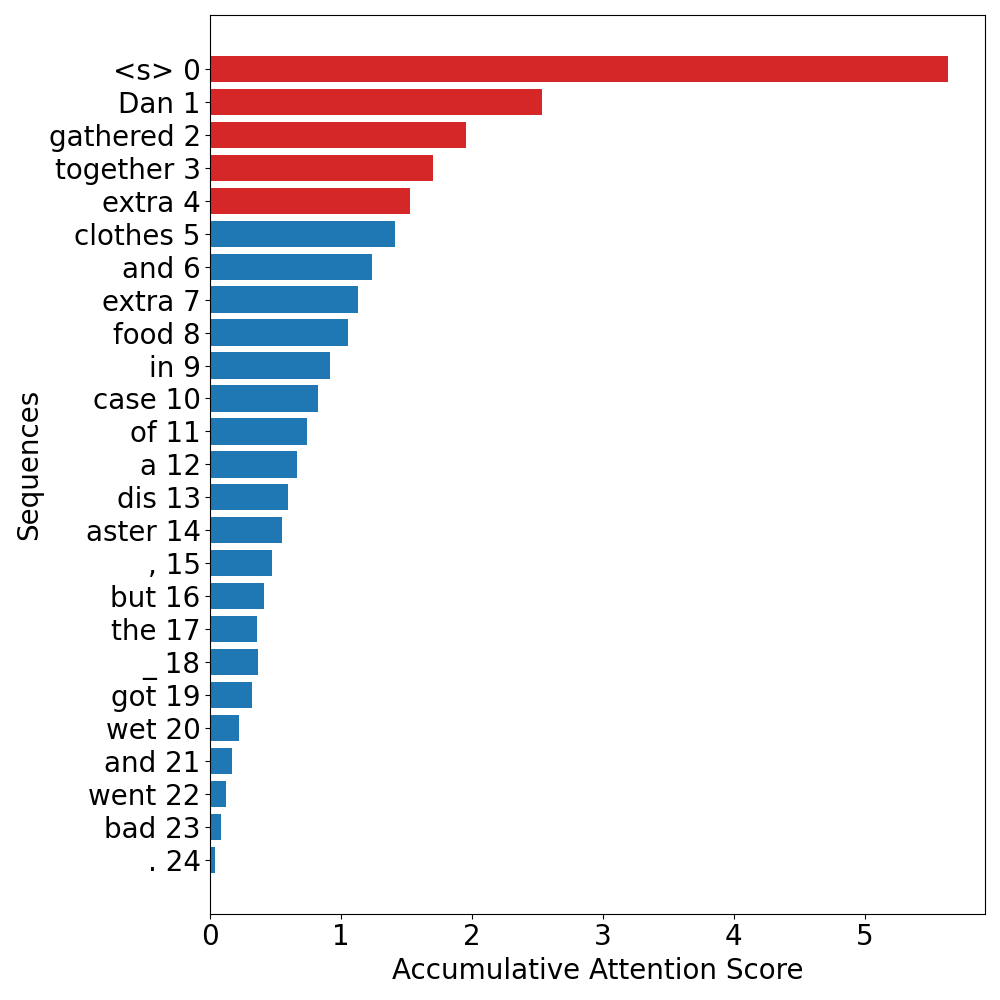 <s> 0
Dan 1
gathered 2
together 3
extra 4
clothes 5
and 6
extra 7
food 8
in 9
case 10
of 11
a 12
dis 13
aster 14
, 15
but 16
the 17
_ 18
got 19
wet 20
and 21
went 22
bad 23
. 24
Sequences
0 1 2 3 4 5
Accumulative Attention Score